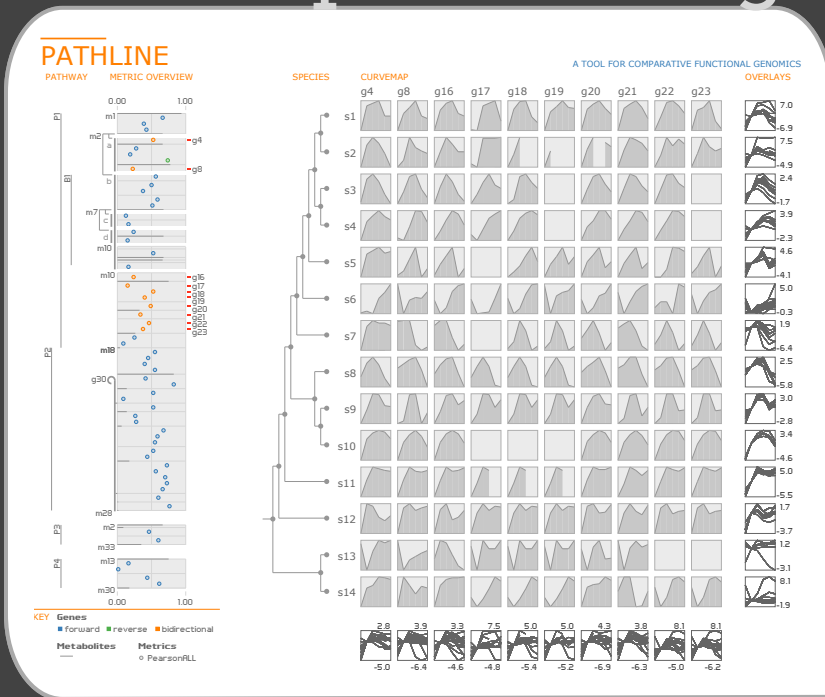 PATHLINE
A TOOL FOR COMPARATIVE FUNCTIONAL GENOMICS
PATHWAY METRIC OVERVIEW SPECIES CURVEMAP OVERLAYS
g4 g8 g16 g17 g18 g19 g20 g21 g22 g23
0.00 1.00
P1
B1
P2
P3
P4
m1
m2
a
g4
g8
b
m7
c
d
m10
m10
g16
g17
g18
g19
g20
g21
g22
g23
m18
g30
m28
m2
m33
m13
m30
0.00 1.00
s1 7.0
-6.9
s2 7.5
-4.9
s3 2.4
-1.7
s4 3.9
-2.3
s5 4.6
-4.1
s6 5.0
-0.3
s7 1.9
-6.4
s8 2.5
-5.8
s9 3.0
-2.8
s10 3.4
-4.6
s11 5.0
-5.5
s12 1.7
-3.7
s13 1.2
-3.1
s14 8.1
-1.9
2.8 3.9 3.3 7.5 5.0 5.0 4.3 3.8 8.1 8.1
-5.0 -6.4 -4.6 -4.8 -5.4 -5.2 -6.9 -6.3 -5.0 -6.2
KEY Genes
forward reverse bidirectional
Metabolites Metrics
PearsonALL